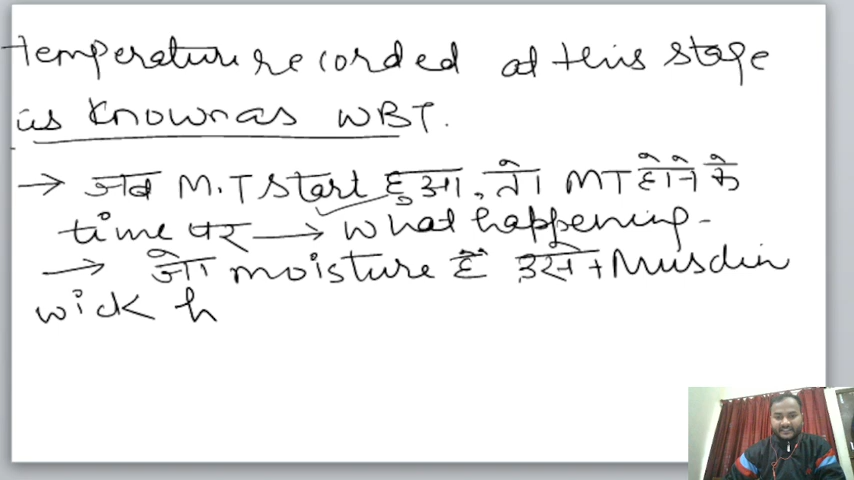 temperature recorded at this stage
is known as WBT.
→ जब M.T start हुआ, तो MT होने के
time पर → what happening -
→ जो moisture है उस + Musclin
wick h